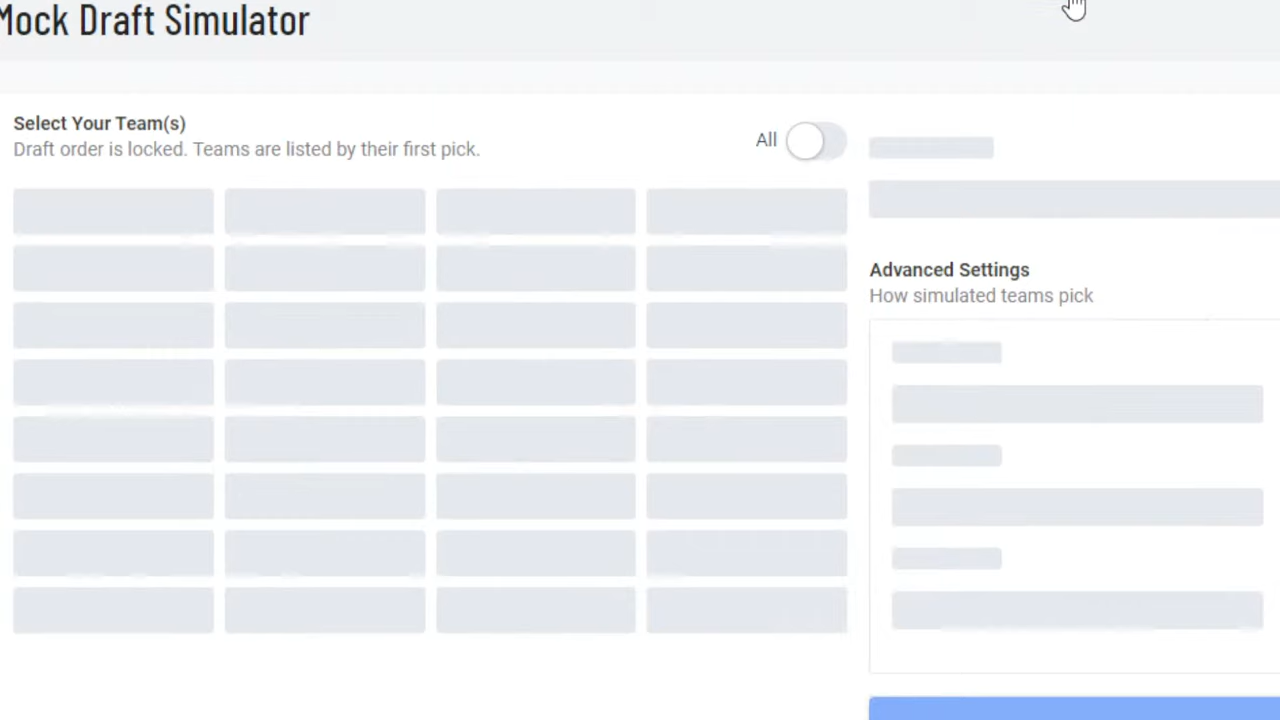 Mock Draft Simulator
Select Your Team(s)
Draft order is locked. Teams are listed by their first pick.
All
Advanced Settings
How simulated teams pick